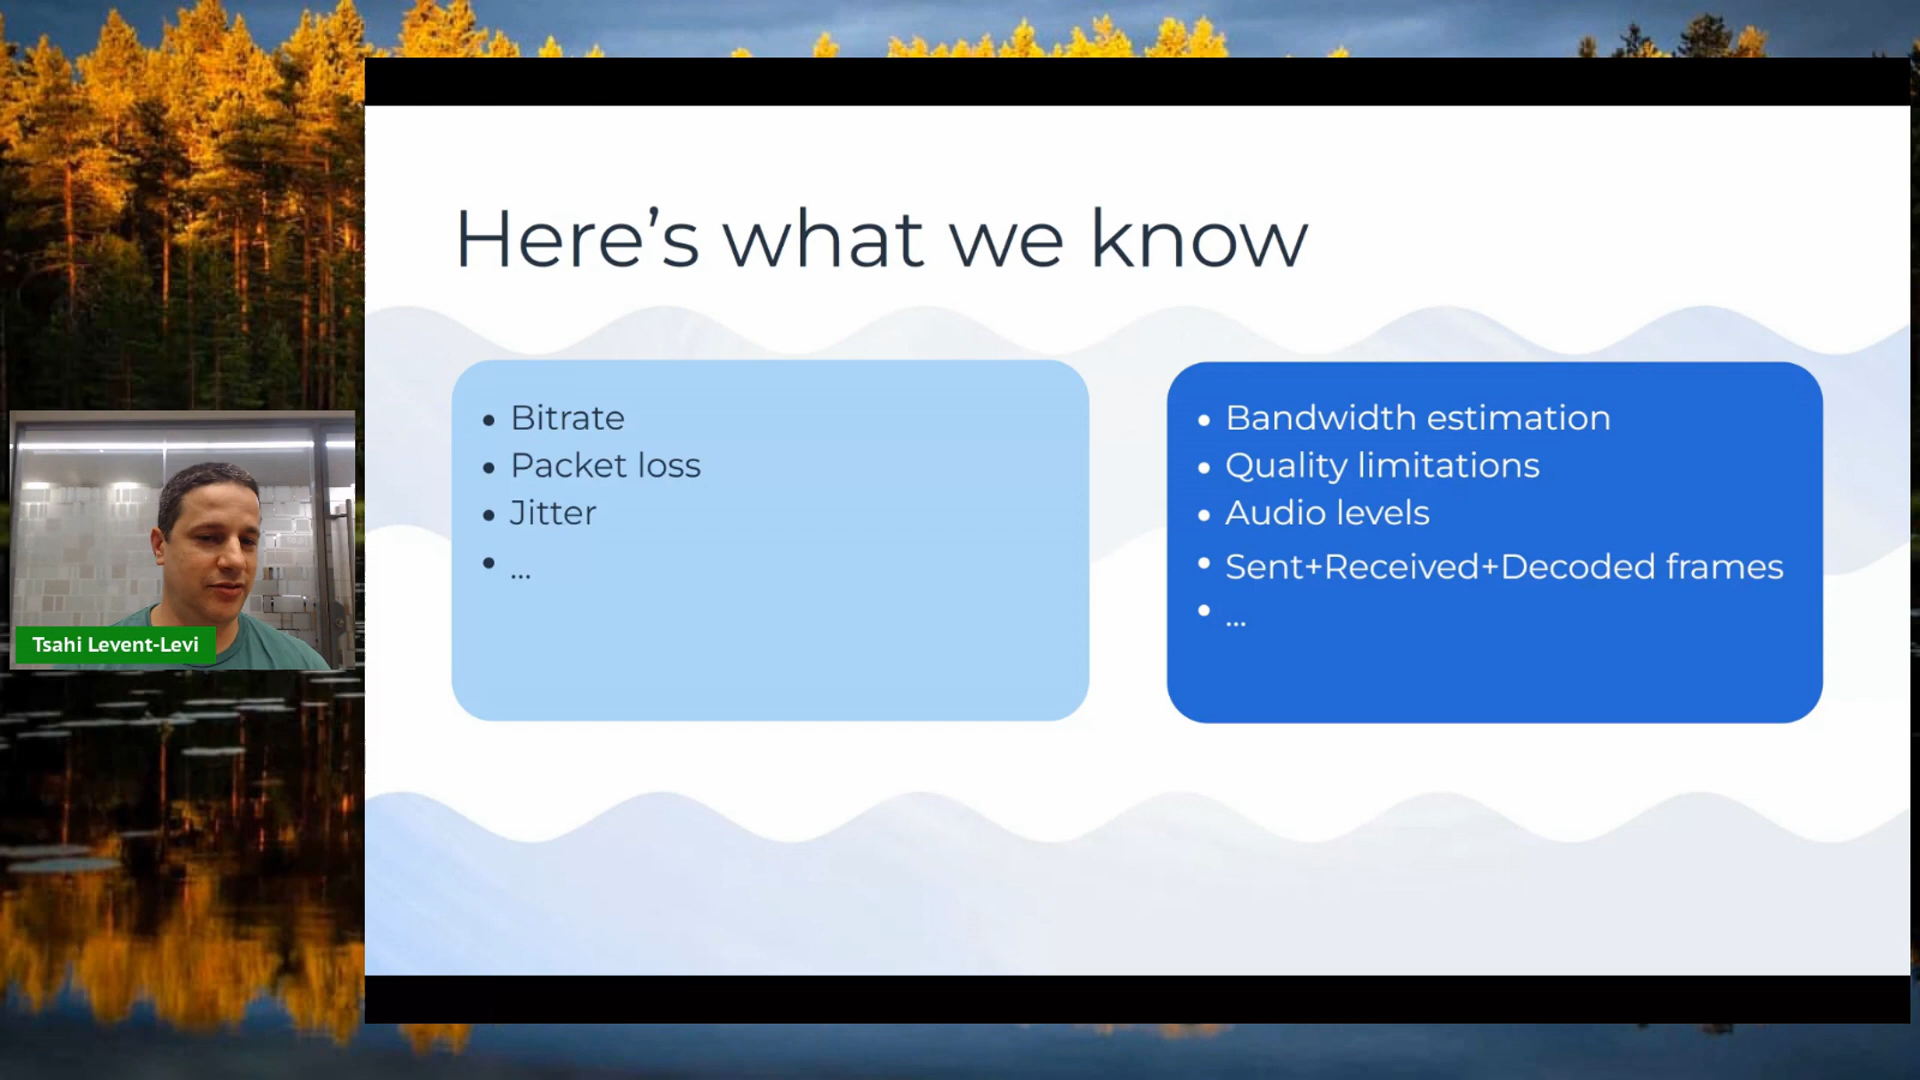 Here’s what we know
• Bitrate
• Packet loss
• Jitter
• ...
• Bandwidth estimation
• Quality limitations
• Audio levels
• Sent+Received+Decoded frames
• ...
Tsahi Levent-Levi